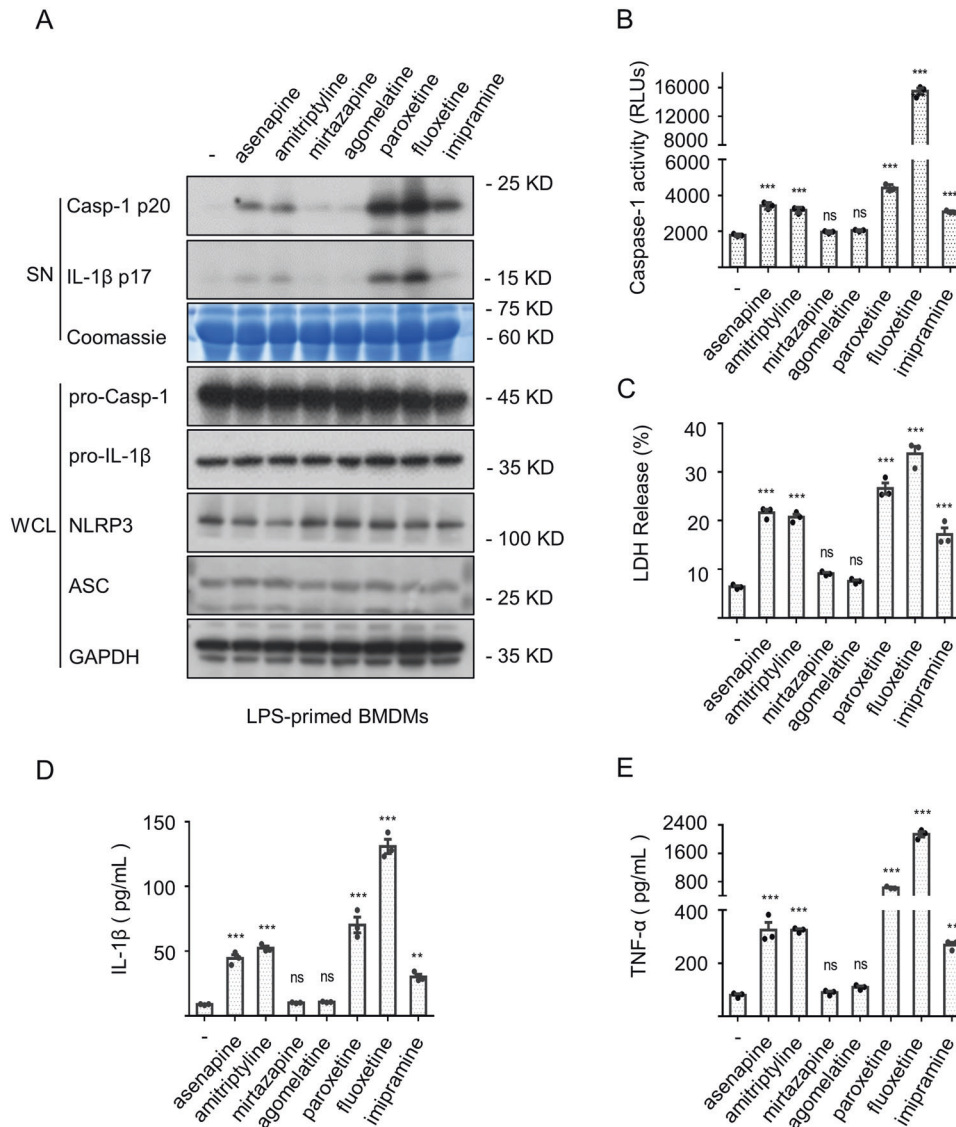 A
-
asenapine
amitriptyline
mirtazapine
agomelatine
paroxetine
fluoxetine
imipramine
SN
Casp-1 p20
- 25 KD
IL-1β p17
- 15 KD
- 75 KD
Coomassie
- 60 KD
WCL
pro-Casp-1
- 45 KD
pro-IL-1β
- 35 KD
NLRP3
- 100 KD
ASC
- 25 KD
GAPDH
- 35 KD
LPS-primed BMDMs
B
Caspase-1 activity (RLUs)
16000
14000
12000
10000
8000
6000
4000
2000
***
***
ns
ns
***
***
***
-
asenapine
amitriptyline
mirtazapine
agomelatine
paroxetine
fluoxetine
imipramine
C
LDH Release (%)
40
30
20
10
***
***
ns
ns
***
***
***
-
asenapine
amitriptyline
mirtazapine
agomelatine
paroxetine
fluoxetine
imipramine
D
IL-1β ( pg/mL )
150
100
50
***
***
ns
ns
***
***
**
-
asenapine
amitriptyline
mirtazapine
agomelatine
paroxetine
fluoxetine
imipramine
E
TNF-α ( pg/mL )
2400
1600
800
400
200
***
***
ns
ns
***
***
**
-
asenapine
amitriptyline
mirtazapine
agomelatine
paroxetine
fluoxetine
imipramine